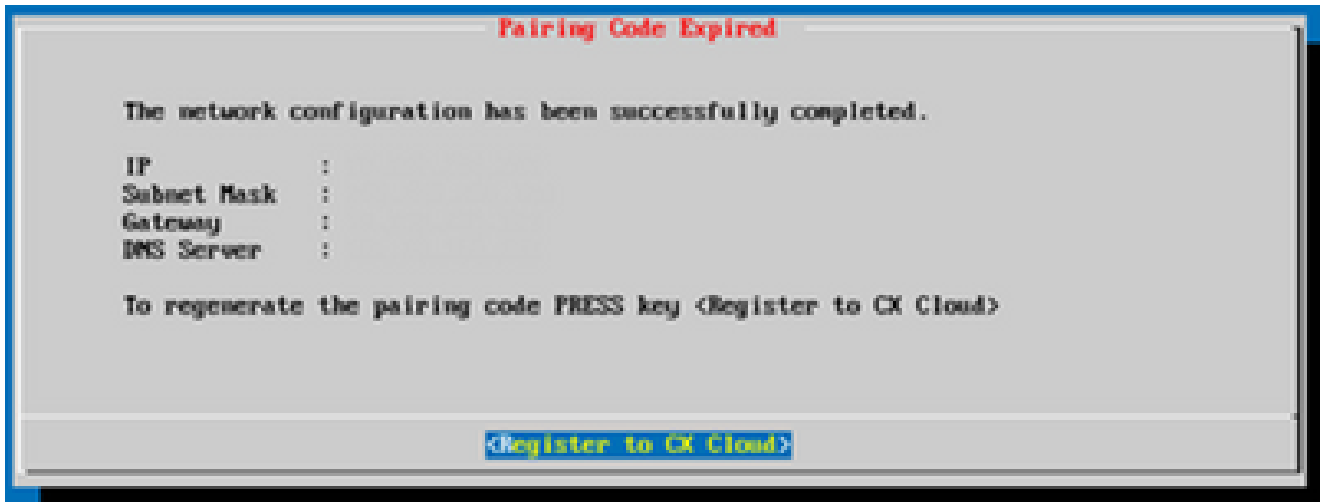 Pairing Code Expired
The network configuration has been successfully completed.
IP :
Subnet Mask :
Gateway :
DNS Server :
To regenerate the pairing code PRESS key <Register to CX Cloud>
<Register to CX Cloud>